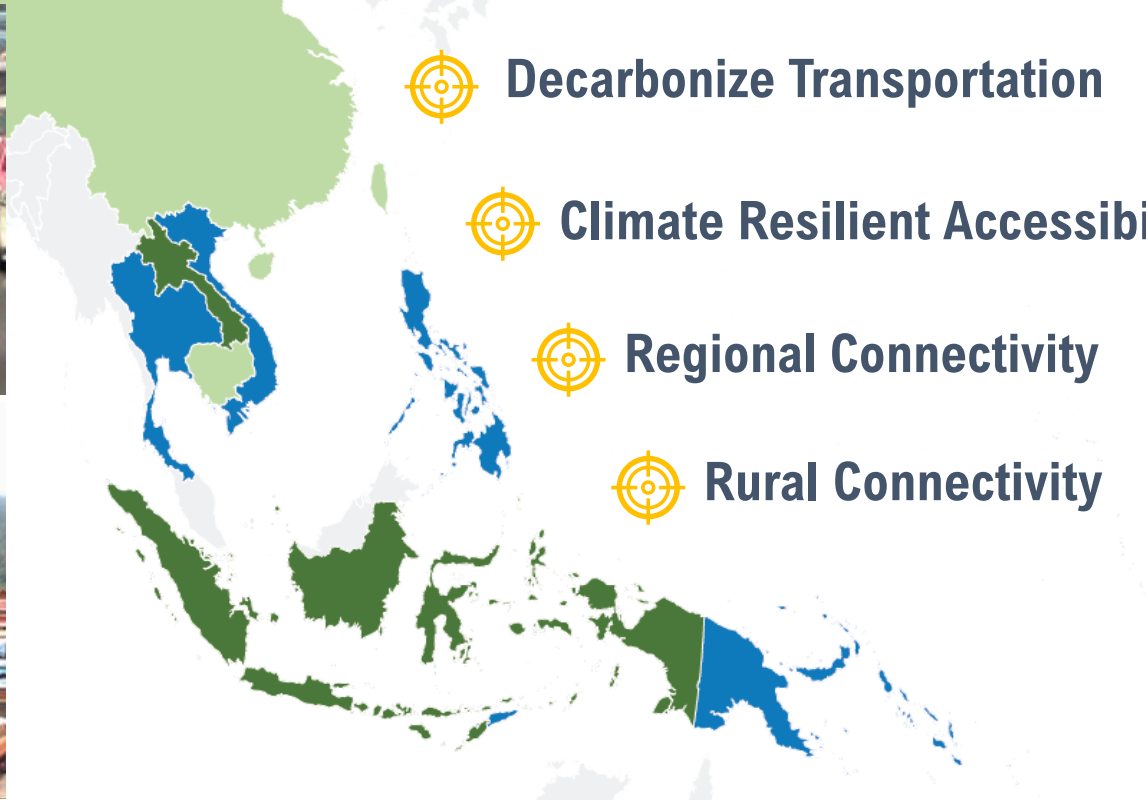 Decarbonize Transportation
Climate Resilient Accessibi
Regional Connectivity
Rural Connectivity